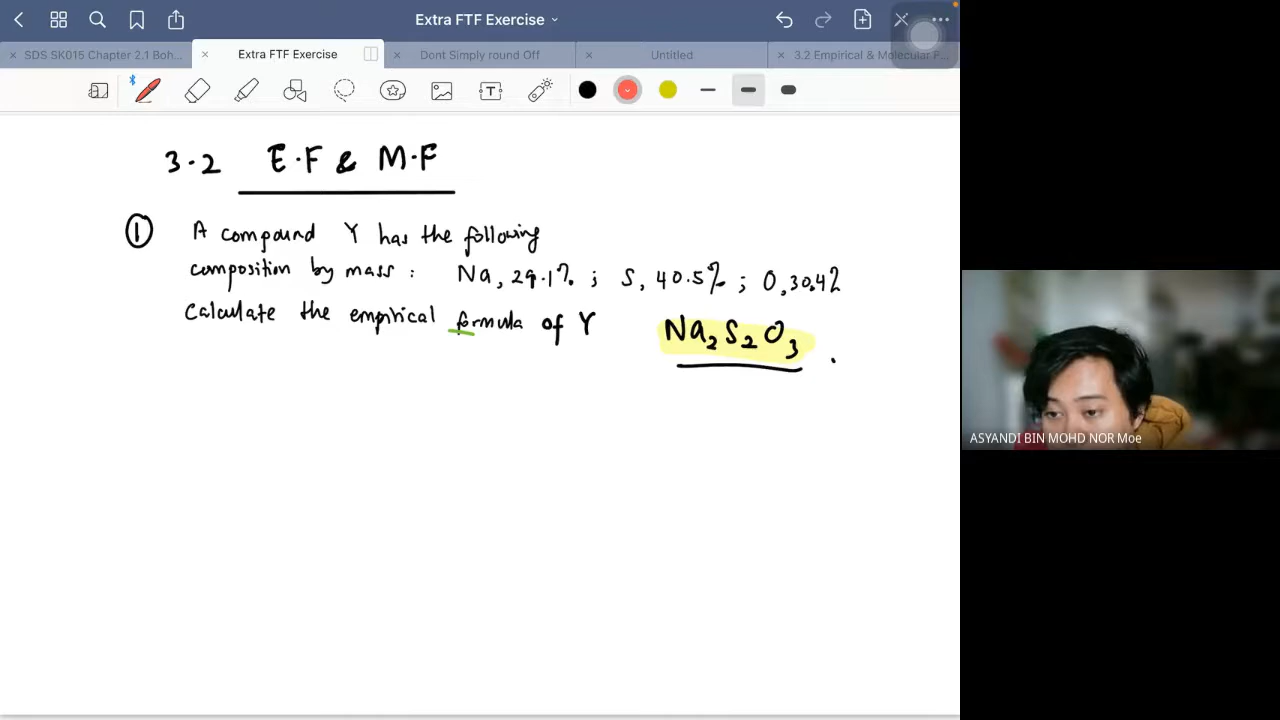 Extra FTF Exercise
SDS SK015 Chapter 2.1 Boh...
Extra FTF Exercise
Dont Simply round Off
Untitled
3.2 Empirical & Molecular F...
T
3.2 E.F & M.F
① A compound Y has the following
composition by mass : Na, 29.1% ; S, 40.5% ; O, 30.4%
Calculate the empirical formula of Y
Na₂S₂O₃
ASYANDI BIN MOHD NOR Moe